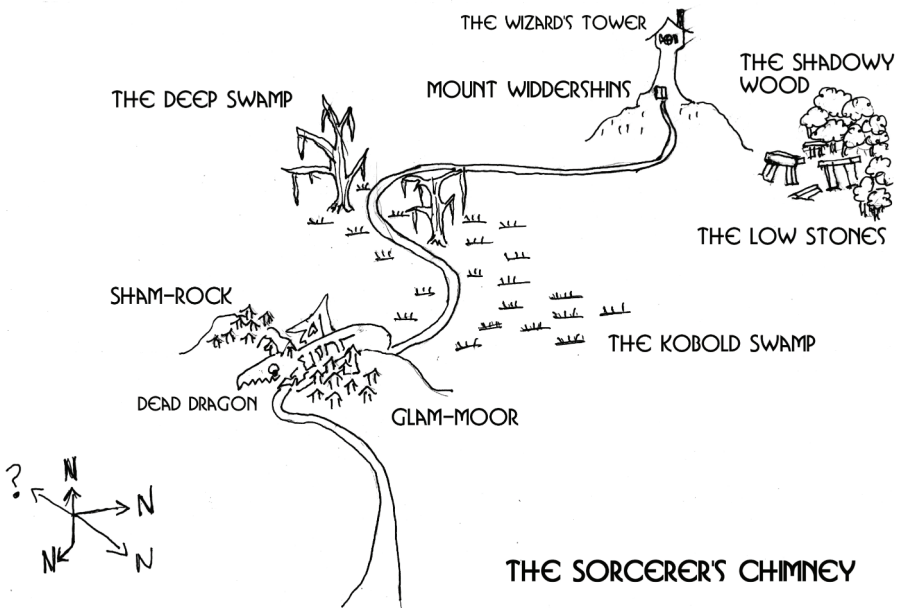 THE WIZARD'S TOWER
THE SHADOWY
WOOD
MOUNT WIDDERSHINS
THE DEEP SWAMP
THE LOW STONES
SHAM-ROCK
THE KOBOLD SWAMP
DEAD DRAGON
GLAM-MOOR
?
N
N
N
N
THE SORCERER'S CHIMNEY